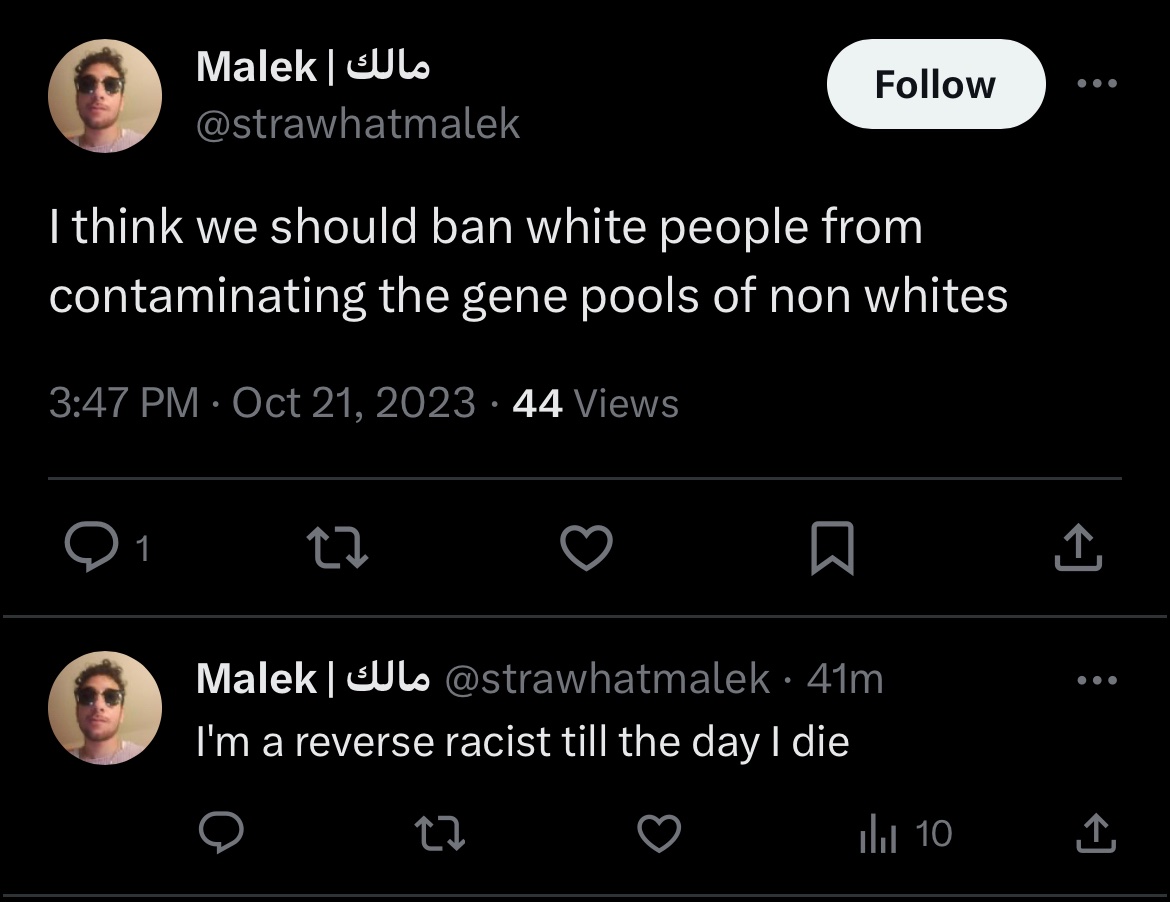 Malek | مالك
Follow
@strawhatmalek
I think we should ban white people from
contaminating the gene pools of non whites
3:47 PM · Oct 21, 2023 · 44 Views
1
Malek | مالك @strawhatmalek · 41m
I'm a reverse racist till the day I die
10